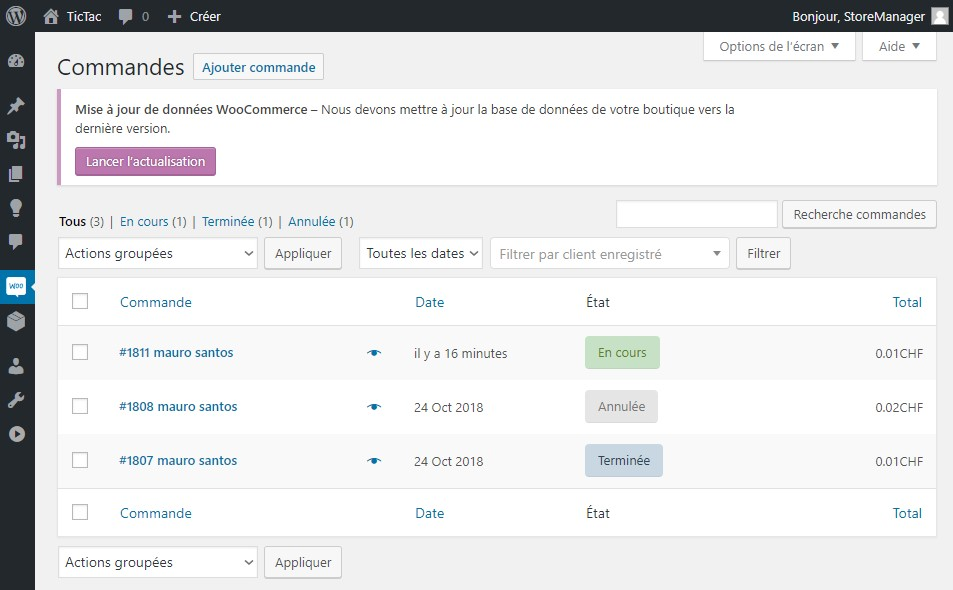 TicTac 0 + Créer Bonjour, StoreManager
Options de l'écran Aide
Commandes Ajouter commande
Mise à jour de données WooCommerce – Nous devons mettre à jour la base de données de votre boutique vers la
dernière version.
Lancer l'actualisation
Tous (3) | En cours (1) | Terminée (1) | Annulée (1)
Recherche commandes
Actions groupées Appliquer Toutes les dates Filtrer par client enregistré Filtrer
Commande Date État Total
#1811 mauro santos il y a 16 minutes En cours 0.01CHF
#1808 mauro santos 24 Oct 2018 Annulée 0.02CHF
#1807 mauro santos 24 Oct 2018 Terminée 0.01CHF
Commande Date État Total
Actions groupées Appliquer
WOO